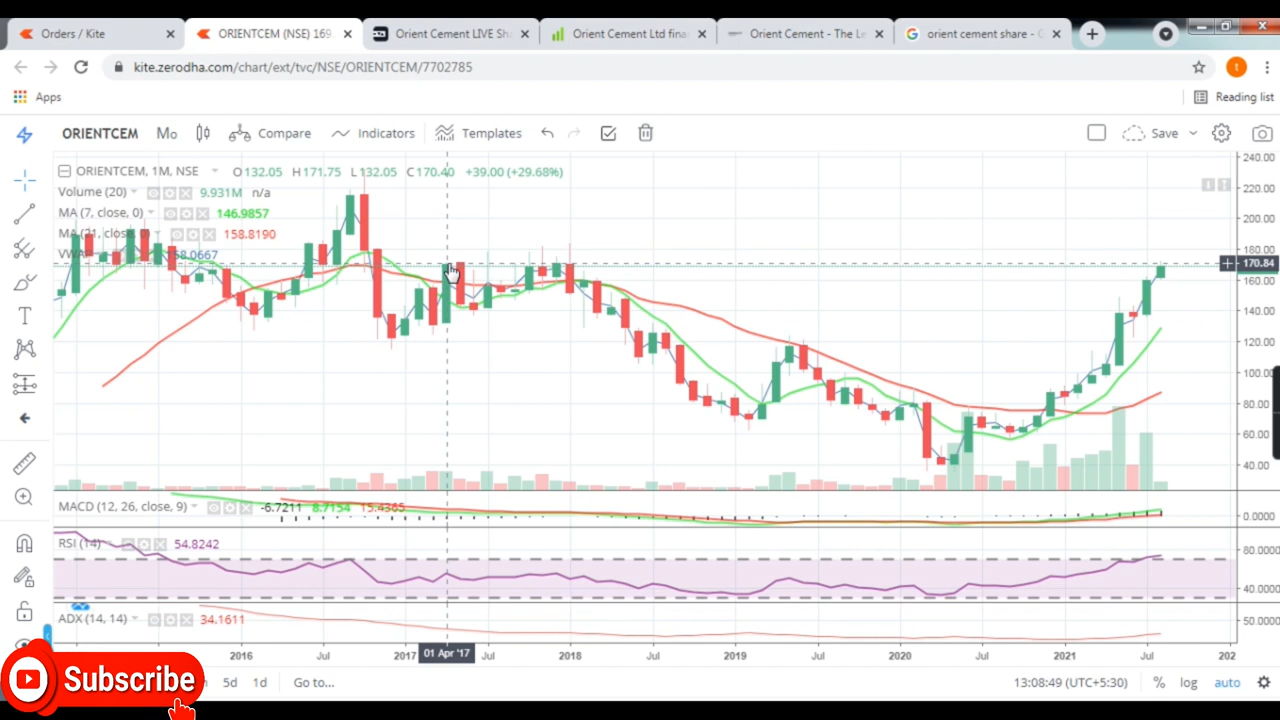 Orders / Kite
ORIENTCEM (NSE) 169.
Orient Cement LIVE Sh
Orient Cement Ltd fina
Orient Cement - The Le
orient cement share - G
kite.zerodha.com/chart/ext/tvc/NSE/ORIENTCEM/7702785
t
Apps
Reading list
ORIENTCEM Mo Compare Indicators Templates Save
ORIENTCEM, 1M, NSE O132.05 H171.75 L132.05 C170.40 +39.00 (+29.68%)
Volume (20) 9.931M n/a
MA (7, close, 0) 146.9857
MA (21, close, 0) 158.8190
VWAP
240.00
220.00
200.00
180.00
170.84
160.00
140.00
120.00
100.00
80.00
60.00
40.00
MACD (12, 26, close, 9) -6.7211 8.7154 15.4365
0.0000
RSI (14) 54.8242
80.0000
40.0000
ADX (14, 14) 34.1611
50.0000
2016 Jul 2017 01 Apr '17 Jul 2018 Jul 2019 Jul 2020 Jul 2021 Jul 202
Subscribe
5d 1d Go to...
13:08:49 (UTC+5:30) % log auto